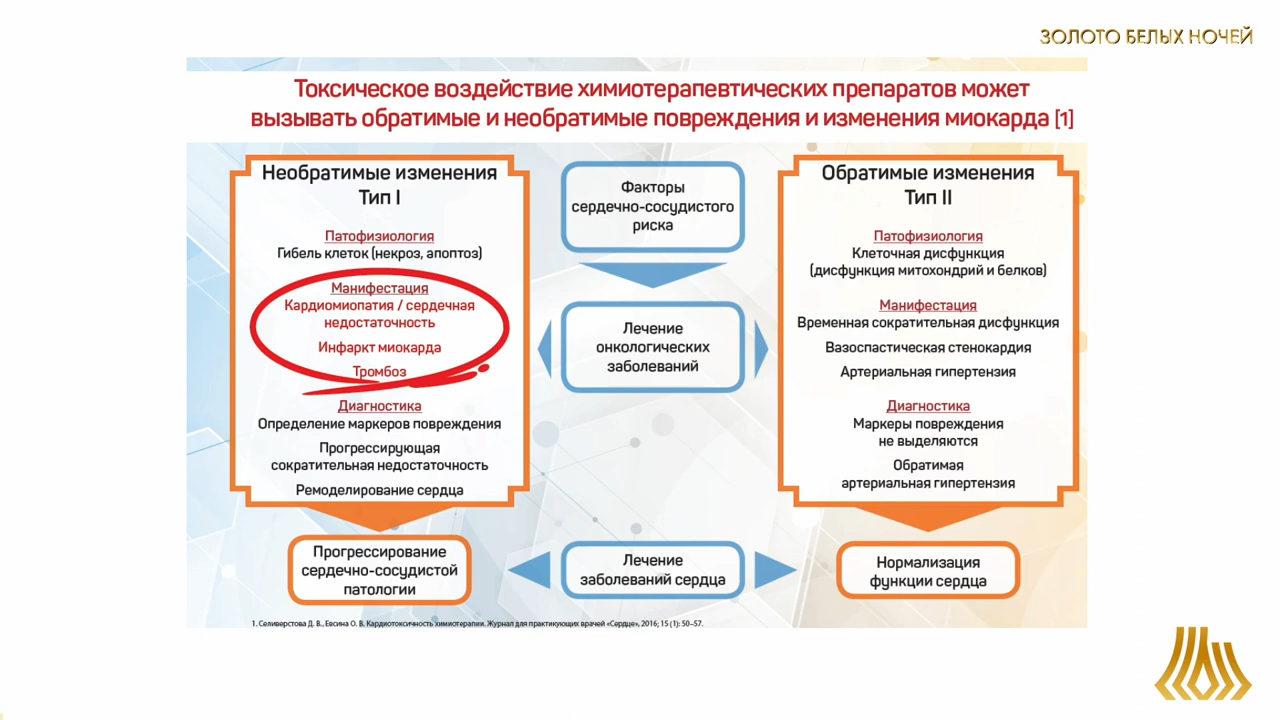 ЗОЛОТО БЕЛЫХ НОЧЕЙ
Токсическое воздействие химиотерапевтических препаратов может
вызывать обратимые и необратимые повреждения и изменения миокарда [1]
Необратимые изменения
Тип I
Патофизиология
Гибель клеток (некроз, апоптоз)
Манифестация
Кардиомиопатия / сердечная
недостаточность
Инфаркт миокарда
Тромбоз
Диагностика
Определение маркеров повреждения
Прогрессирующая
сократительная недостаточность
Ремоделирование сердца
Прогрессирование
сердечно-сосудистой
патологии
Факторы
сердечно-сосудистого
риска
Лечение
онкологических
заболеваний
Лечение
заболеваний сердца
Обратимые изменения
Тип II
Патофизиология
Клеточная дисфункция
(дисфункция митохондрий и белков)
Манифестация
Временная сократительная дисфункция
Вазоспастическая стенокардия
Артериальная гипертензия
Диагностика
Маркеры повреждения
не выделяются
Обратимая
артериальная гипертензия
Нормализация
функции сердца
1. Селиверстова Д. В., Евсина О. В. Кардиотоксичность химиотерапии. Журнал для практикующих врачей «Сердце», 2016; 15 (1): 50–57.